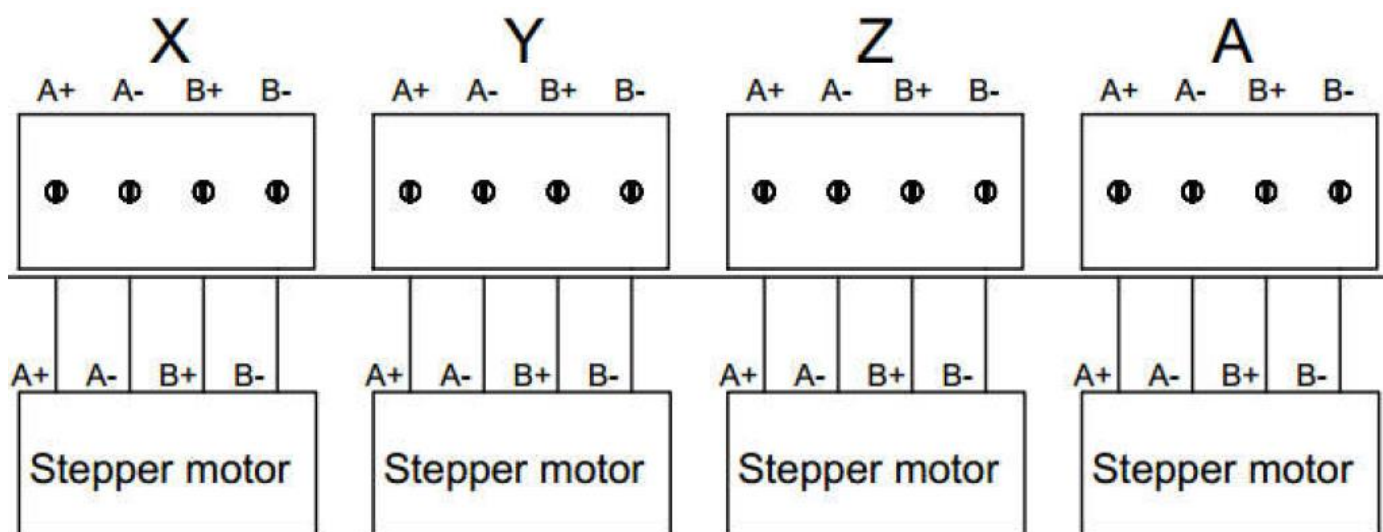 X Y Z A
A+ A- B+ B- A+ A- B+ B- A+ A- B+ B- A+ A- B+ B-
A+ A- B+ B- A+ A- B+ B- A+ A- B+ B- A+ A- B+ B-
Stepper motor Stepper motor Stepper motor Stepper motor